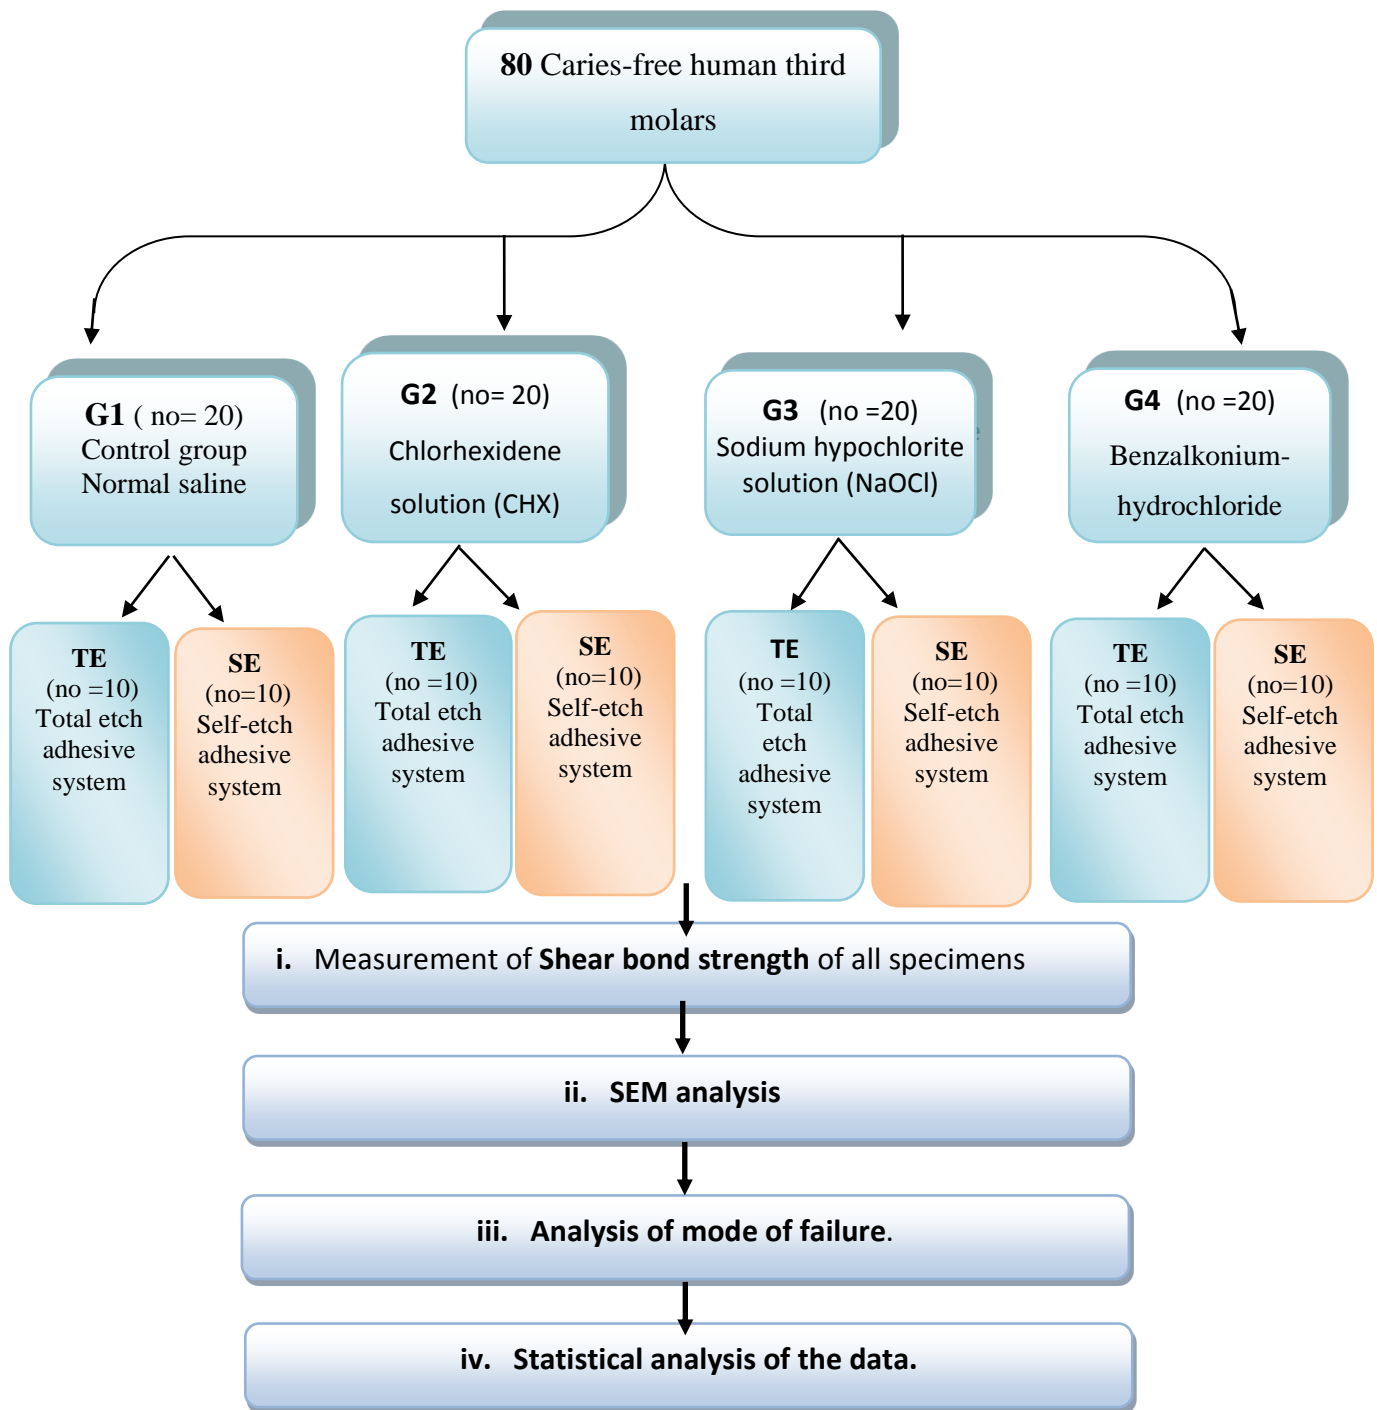 80 Caries-free human third
molars
G1 ( no= 20)
Control group
Normal saline
G2 (no= 20)
Chlorhexidene
solution (CHX)
G3 (no =20)
Sodium hypochlorite
solution (NaOCl)
G4 (no =20)
Benzalkonium-
hydrochloride
TE
(no =10)
Total etch
adhesive
system
SE
(no=10)
Self-etch
adhesive
system
TE
(no =10)
Total etch
adhesive
system
SE
(no=10)
Self-etch
adhesive
system
TE
(no =10)
Total
etch
adhesive
system
SE
(no=10)
Self-etch
adhesive
system
TE
(no =10)
Total etch
adhesive
system
SE
(no=10)
Self-etch
adhesive
system
i. Measurement of Shear bond strength of all specimens
ii. SEM analysis
iii. Analysis of mode of failure.
iv. Statistical analysis of the data.